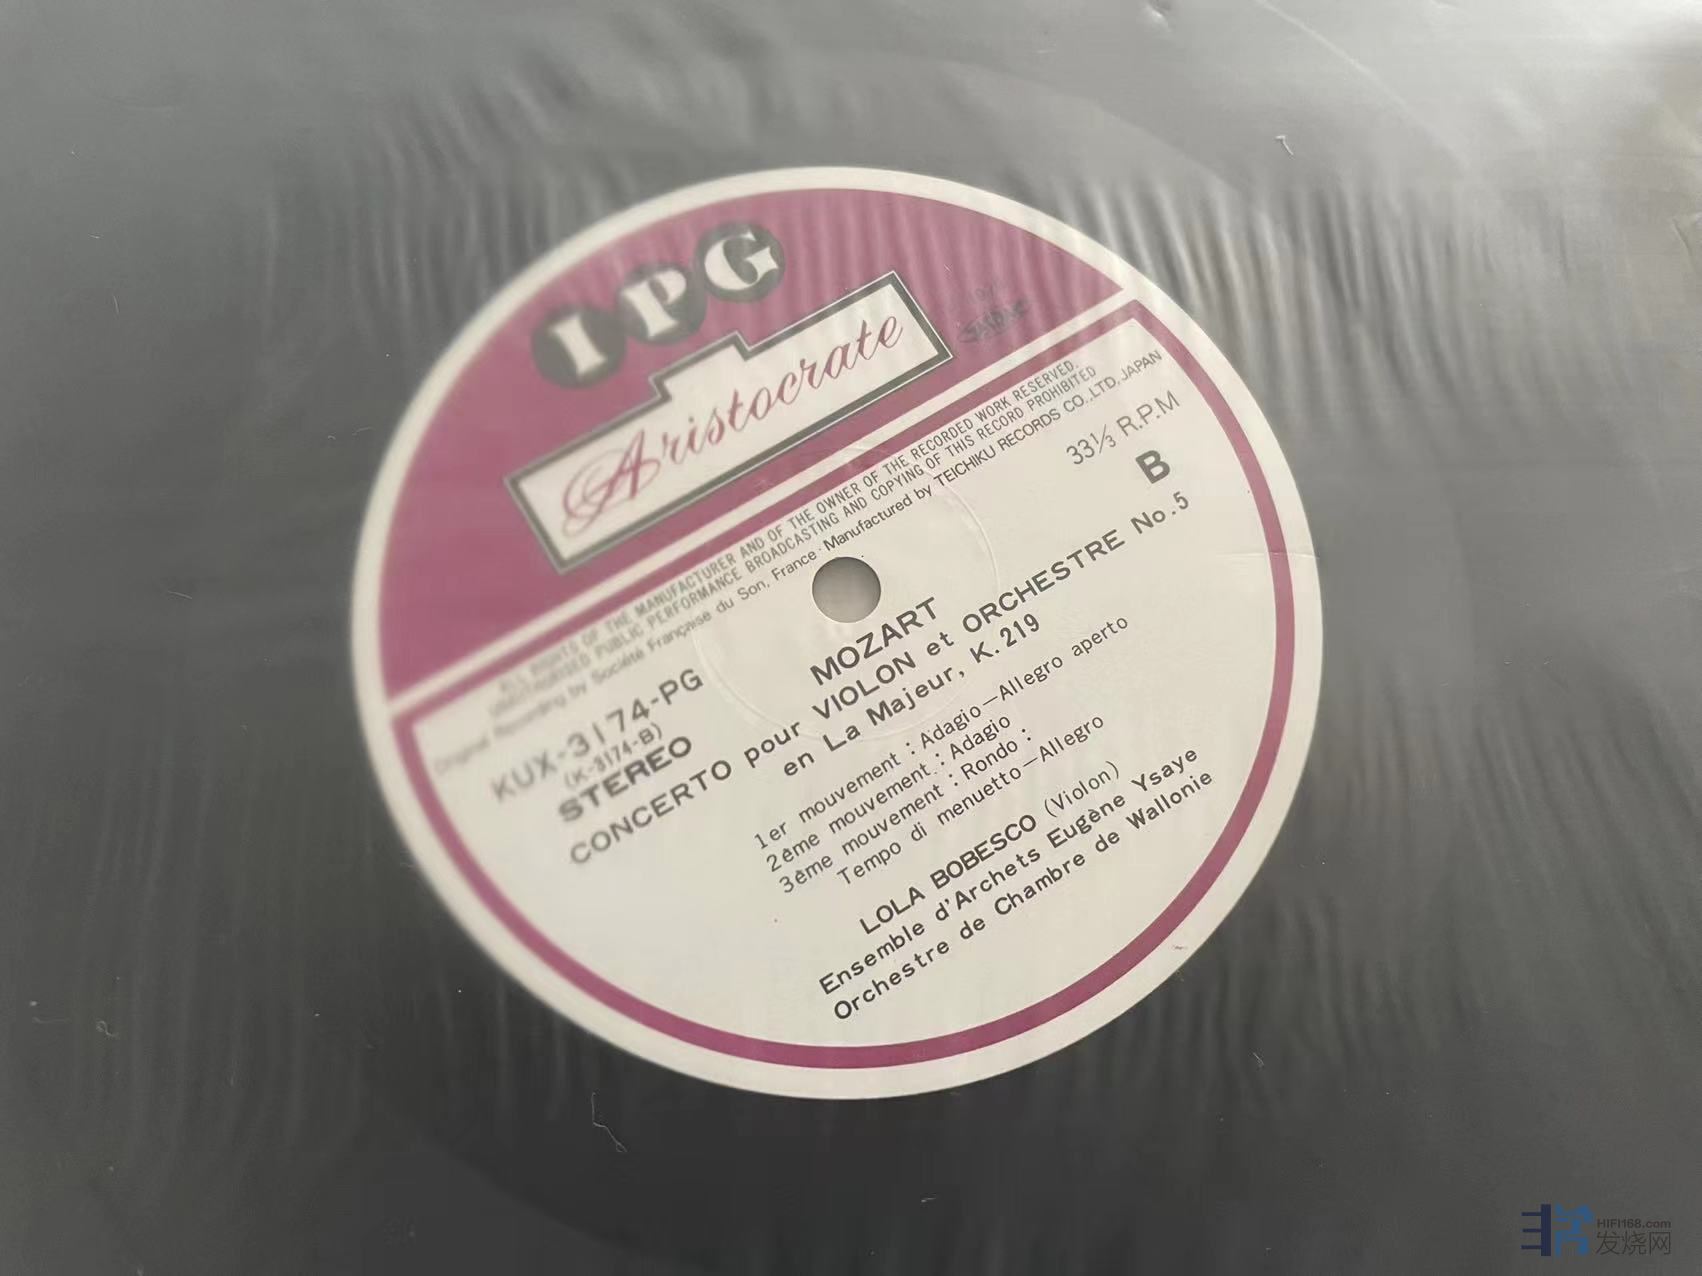 IPG
Aristocrate
ALL RIGHTS OF THE MANUFACTURER AND OF THE OWNER OF THE RECORDED WORK RESERVED.
UNAUTHORISED PUBLIC PERFORMANCE BROADCASTING AND COPYING OF THIS RECORD PROHIBITED
Original Recording by Société Française du Son, France · Manufactured by TEICHIKU RECORDS CO.,LTD, JAPAN
KUX-3174-PG
(K-3174-B)
STEREO
33⅓ R.P.M
B
MOZART
CONCERTO pour VIOLON et ORCHESTRE No.5
en La Majeur, K.219
1er mouvement : Adagio—Allegro aperto
2ème mouvement : Adagio
3ème mouvement : Rondo :
Tempo di menuetto—Allegro
LOLA BOBESCO (Violon)
Ensemble d'Archets Eugène Ysaye
Orchestre de Chambre de Wallonie
HIFI168.com
发烧网